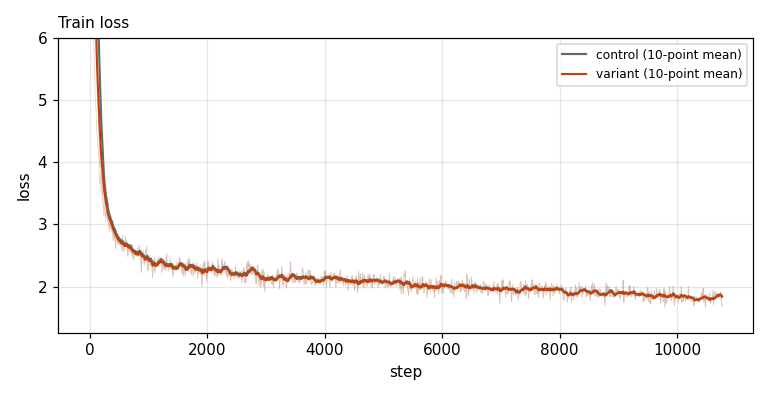 Train loss
6
5
4
3
2
loss
control (10-point mean)
variant (10-point mean)
0 2000 4000 6000 8000 10000
step